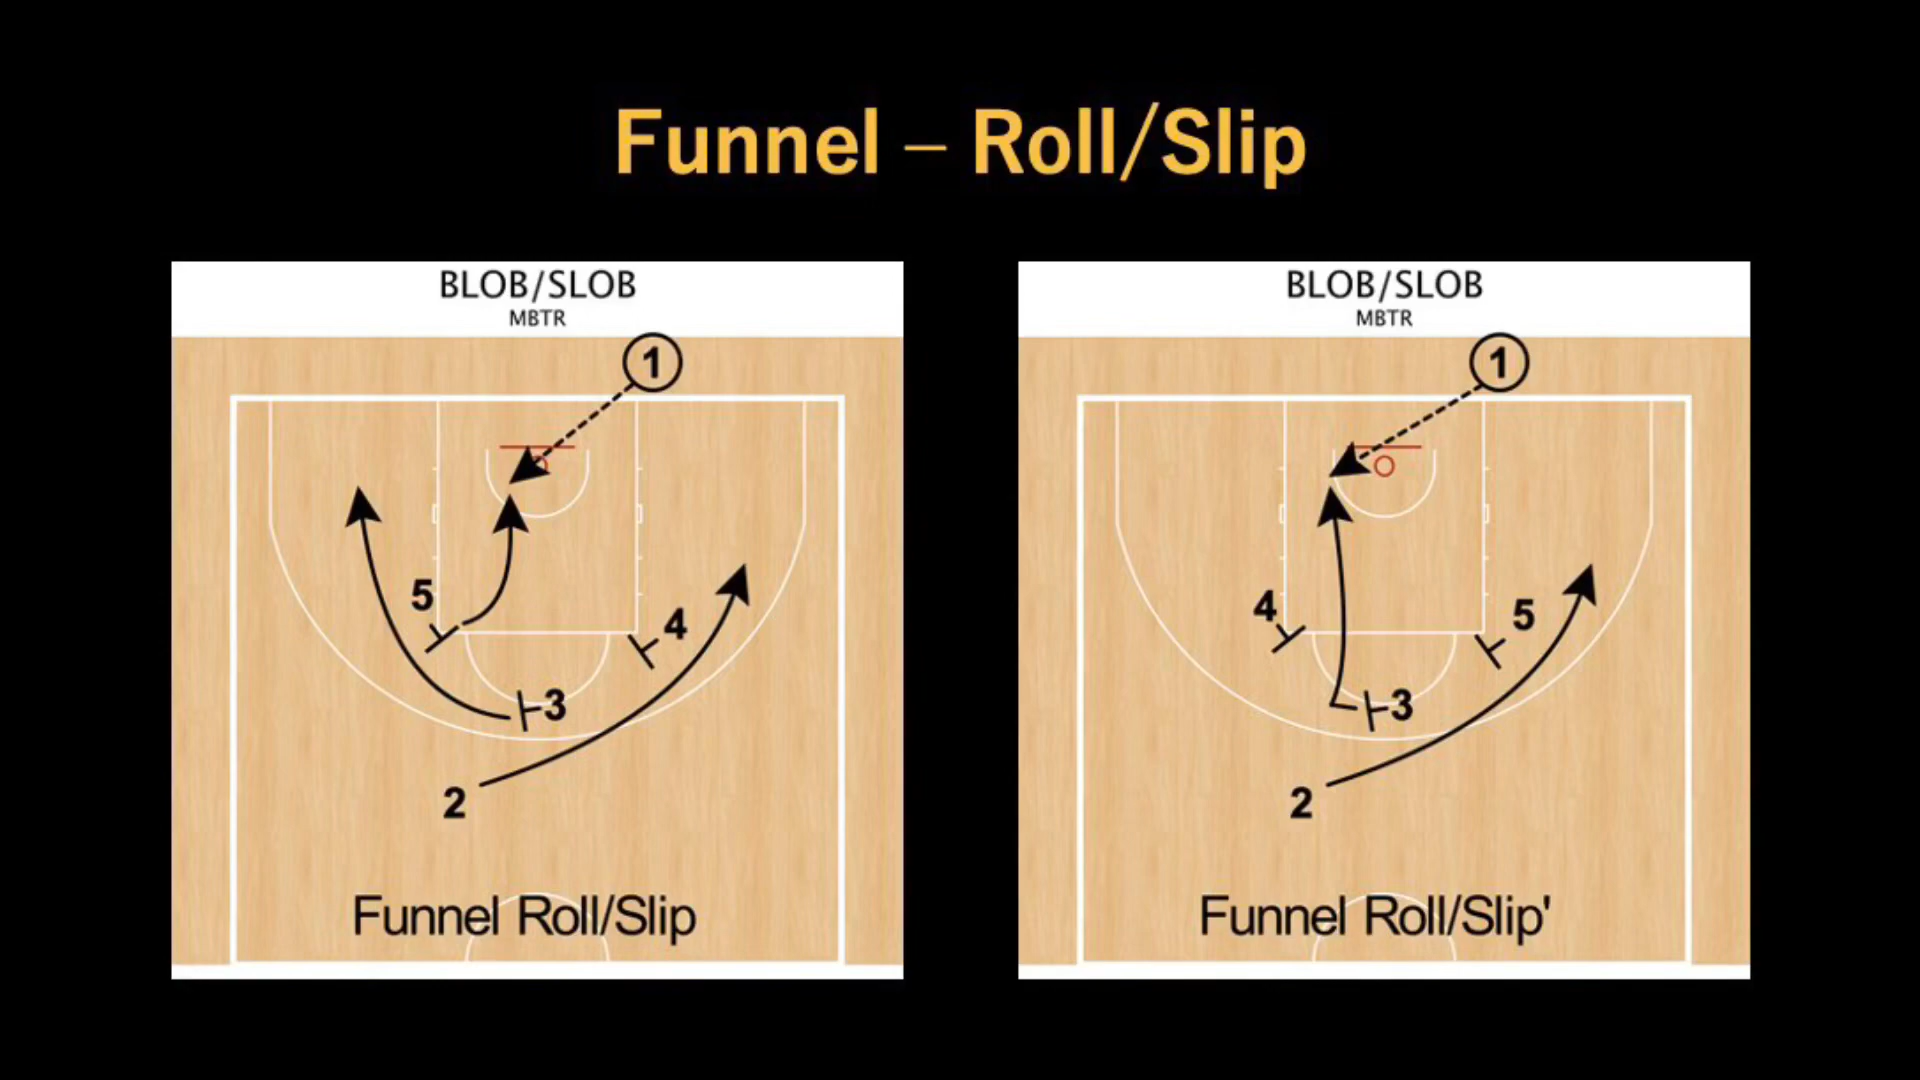 Funnel – Roll/Slip
BLOB/SLOB
MBTR
1
5
4
3
2
Funnel Roll/Slip
BLOB/SLOB
MBTR
1
4
5
3
2
Funnel Roll/Slip'